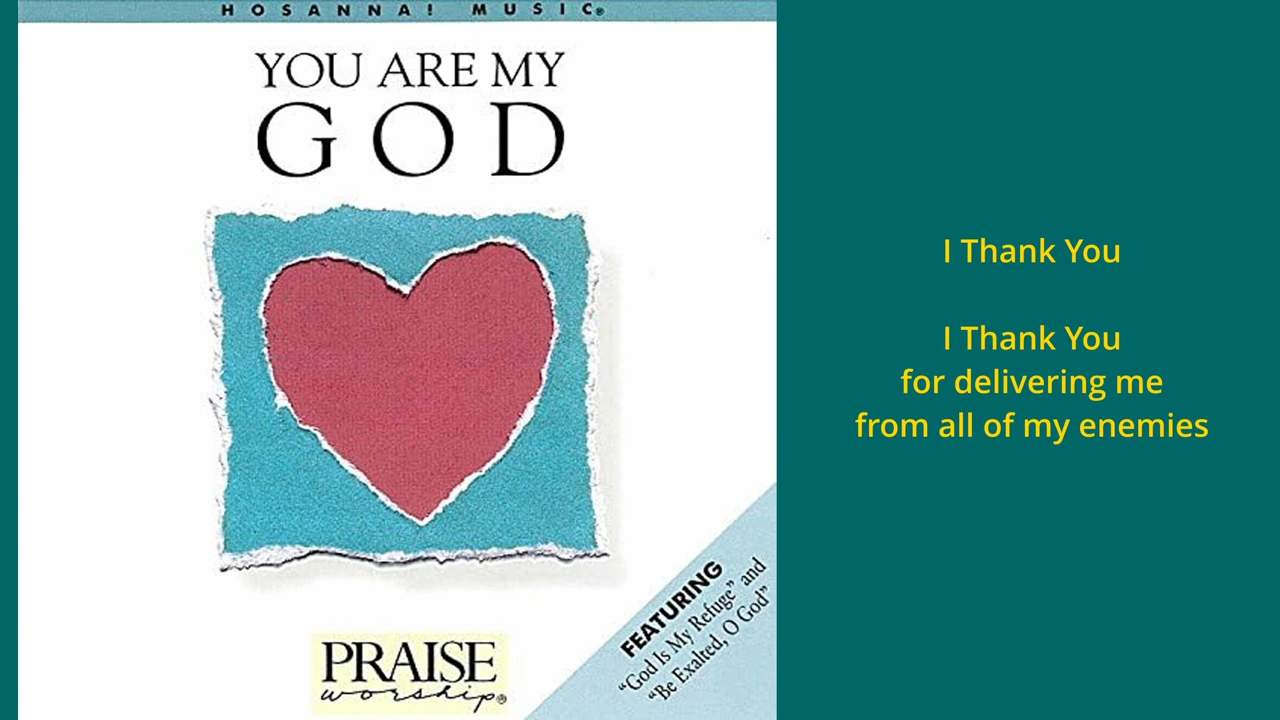 HOSANNA! MUSIC®
YOU ARE MY
GOD
FEATURING
"God Is My Refuge" and
"Be Exalted, O God"
PRAISE
worship®
I Thank You
I Thank You
for delivering me
from all of my enemies